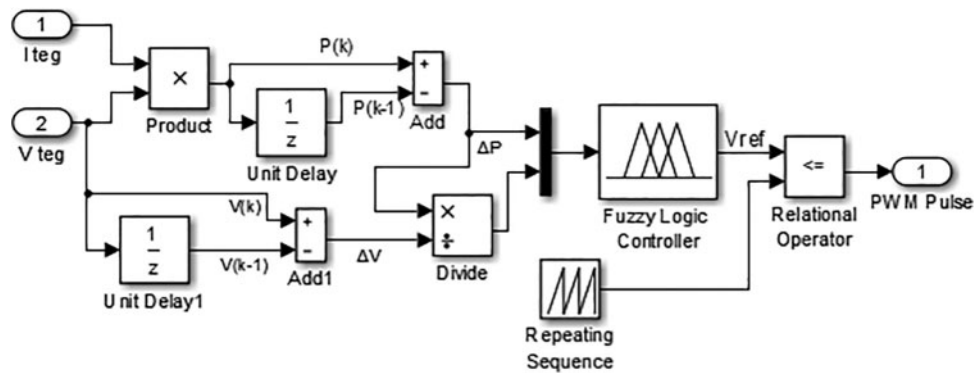 1
I teg
2
V teg
×
Product
1
z
Unit Delay
P(k)
P(k-1)
+
−
Add
ΔP
V(k)
1
z
Unit Delay1
V(k-1)
+
−
Add1
ΔV
×
÷
Divide
Fuzzy Logic
Controller
Vref
Repeating
Sequence
<=
Relational
Operator
1
PWM Pulse